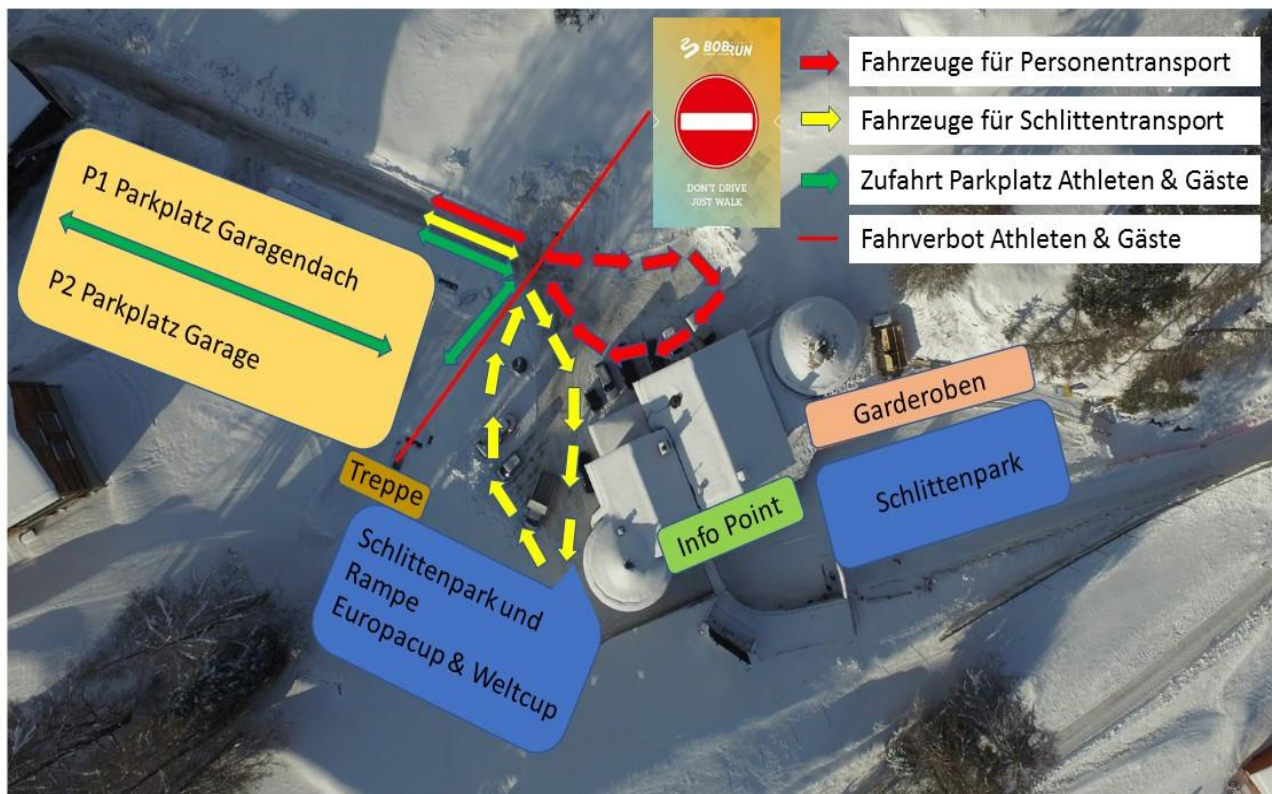 BOBRUN
DON'T DRIVE
JUST WALK
Fahrzeuge für Personentransport
Fahrzeuge für Schlittentransport
Zufahrt Parkplatz Athleten & Gäste
Fahrverbot Athleten & Gäste
P1 Parkplatz Garagendach
P2 Parkplatz Garage
Treppe
Schlittenpark und
Rampe
Europacup & Weltcup
Info Point
Garderoben
Schlittenpark